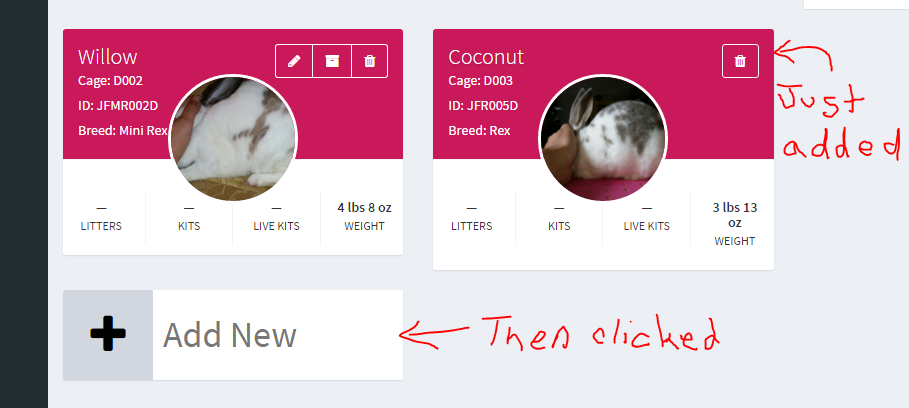 Willow
Cage: D002
ID: JFMR002D
Breed: Mini Rex
—
LITTERS
—
KITS
—
LIVE KITS
4 lbs 8 oz
WEIGHT
Coconut
Cage: D003
ID: JFR005D
Breed: Rex
—
LITTERS
—
KITS
—
LIVE KITS
3 lbs 13
oz
WEIGHT
Just
added
Add New
Then clicked